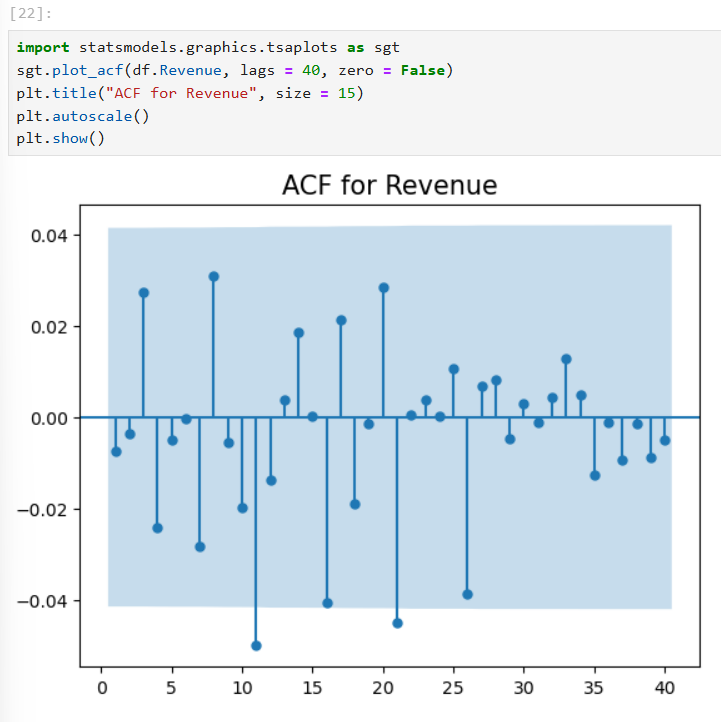 [22]:
import statsmodels.graphics.tsaplots as sgt
sgt.plot_acf(df.Revenue, lags = 40, zero = False)
plt.title("ACF for Revenue", size = 15)
plt.autoscale()
plt.show()
ACF for Revenue
0.04
0.02
0.00
−0.02
−0.04
0 5 10 15 20 25 30 35 40